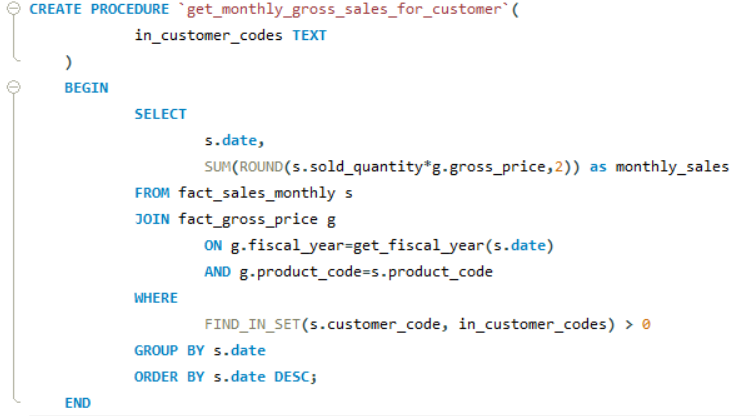 CREATE PROCEDURE `get_monthly_gross_sales_for_customer`(
in_customer_codes TEXT
)
BEGIN
SELECT
s.date,
SUM(ROUND(s.sold_quantity*g.gross_price,2)) as monthly_sales
FROM fact_sales_monthly s
JOIN fact_gross_price g
ON g.fiscal_year=get_fiscal_year(s.date)
AND g.product_code=s.product_code
WHERE
FIND_IN_SET(s.customer_code, in_customer_codes) > 0
GROUP BY s.date
ORDER BY s.date DESC;
END